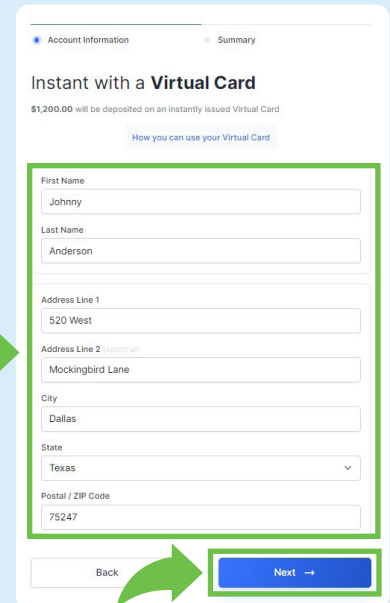 Account Information
Summary
Instant with a Virtual Card
$1,200.00 will be deposited on an instantly issued Virtual Card
How you can use your Virtual Card
First Name
Johnny
Last Name
Anderson
Address Line 1
520 West
Address Line 2 (optional)
Mockingbird Lane
City
Dallas
State
Texas
Postal / ZIP Code
75247
Back
Next →